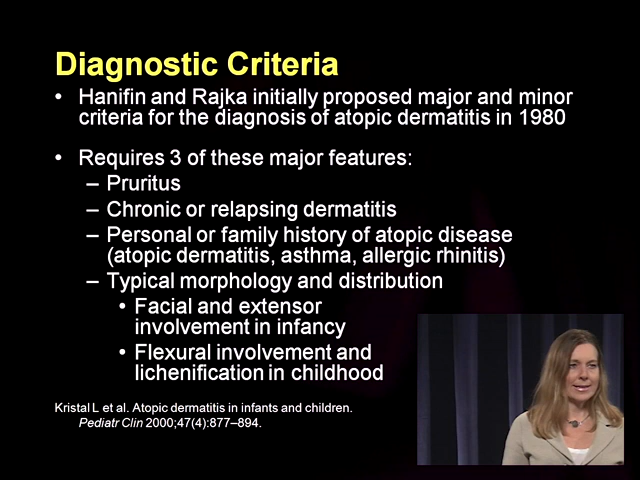 Diagnostic Criteria
• Hanifin and Rajka initially proposed major and minor
criteria for the diagnosis of atopic dermatitis in 1980
• Requires 3 of these major features:
– Pruritus
– Chronic or relapsing dermatitis
– Personal or family history of atopic disease
(atopic dermatitis, asthma, allergic rhinitis)
– Typical morphology and distribution
• Facial and extensor
involvement in infancy
• Flexural involvement and
lichenification in childhood
Kristal L et al. Atopic dermatitis in infants and children.
Pediatr Clin 2000;47(4):877–894.